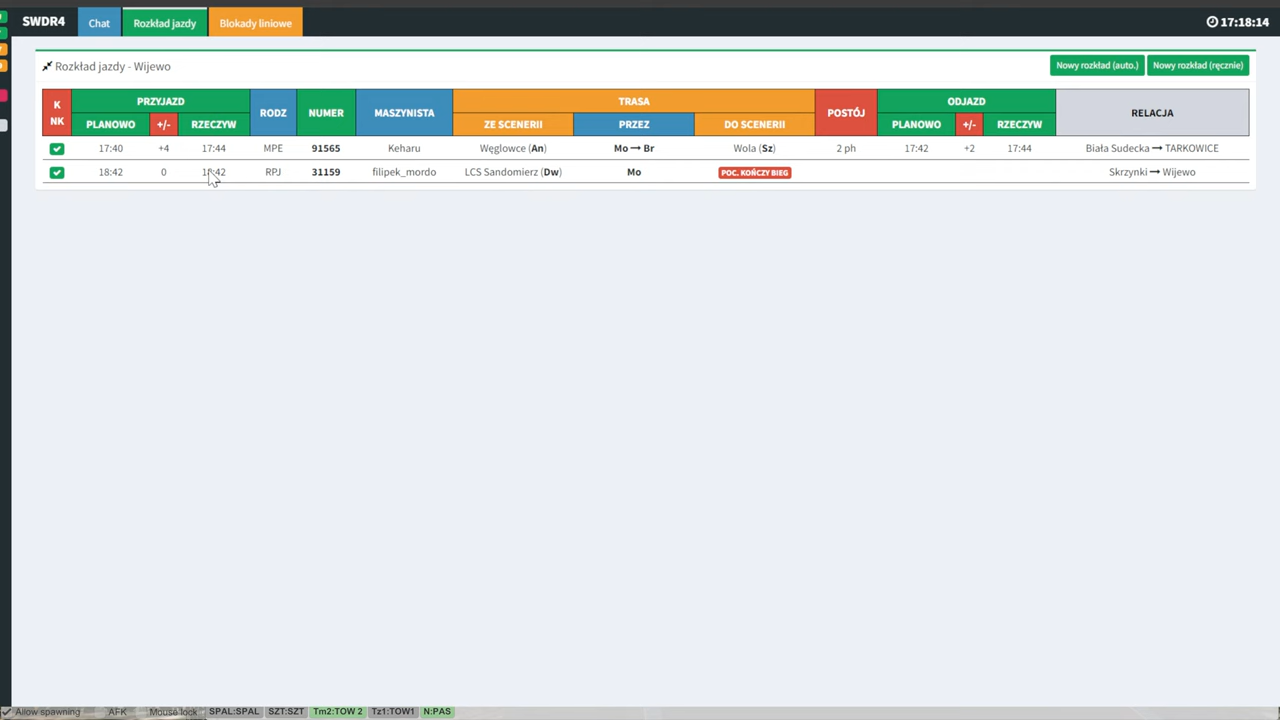 SWDR4 Chat Rozkład jazdy Blokady liniowe 17:18:14
Rozkład jazdy - Wijewo Nowy rozkład (auto.) Nowy rozkład (ręcznie)
K NK PRZYJAZD RODZ NUMER MASZYNISTA TRASA POSTÓJ ODJAZD RELACJA
PLANOWO +/- RZECZYW ZE SCENERII PRZEZ DO SCENERII PLANOWO +/- RZECZYW
17:40 +4 17:44 MPE 91565 Keharu Węglowce (An) Mo → Br Wola (Sz) 2 ph 17:42 +2 17:44 Biała Sudecka → TARKOWICE
18:42 0 18:42 RPJ 31159 filipek_mordo LCS Sandomierz (Dw) Mo POC. KOŃCZY BIEG Skrzynki → Wijewo
Allow spawning AFK Mouse lock SPAL:SPAL SZT:SZT Tm2:TOW 2 Tz1:TOW1 N:PAS